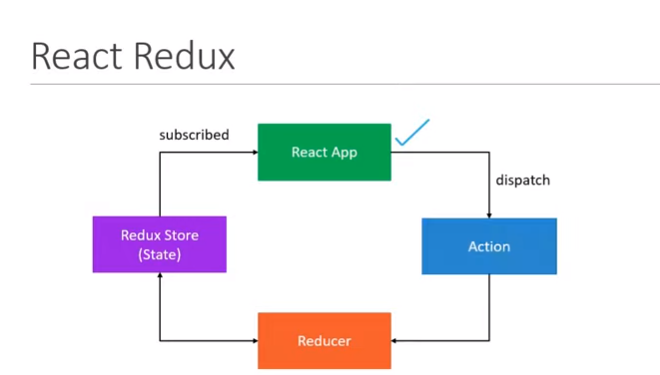 React Redux
subscribed
React App
dispatch
Redux Store
(State)
Action
Reducer